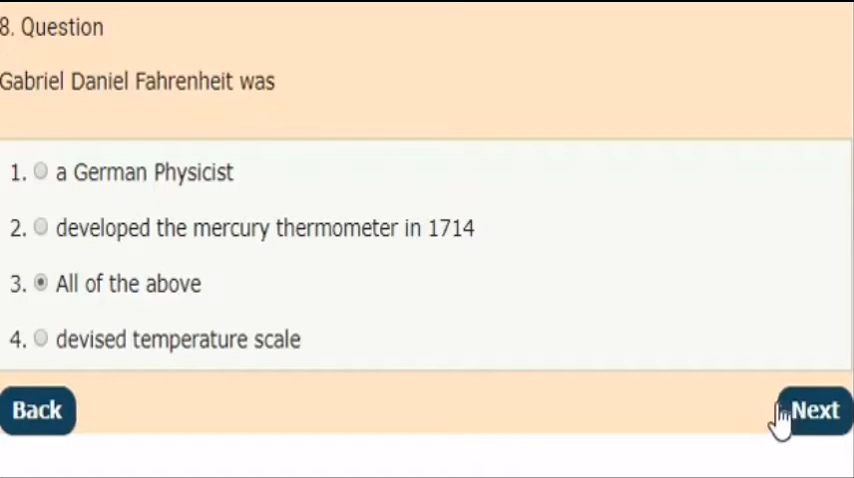 8. Question
Gabriel Daniel Fahrenheit was
1. a German Physicist
2. developed the mercury thermometer in 1714
3. All of the above
4. devised temperature scale
Back Next